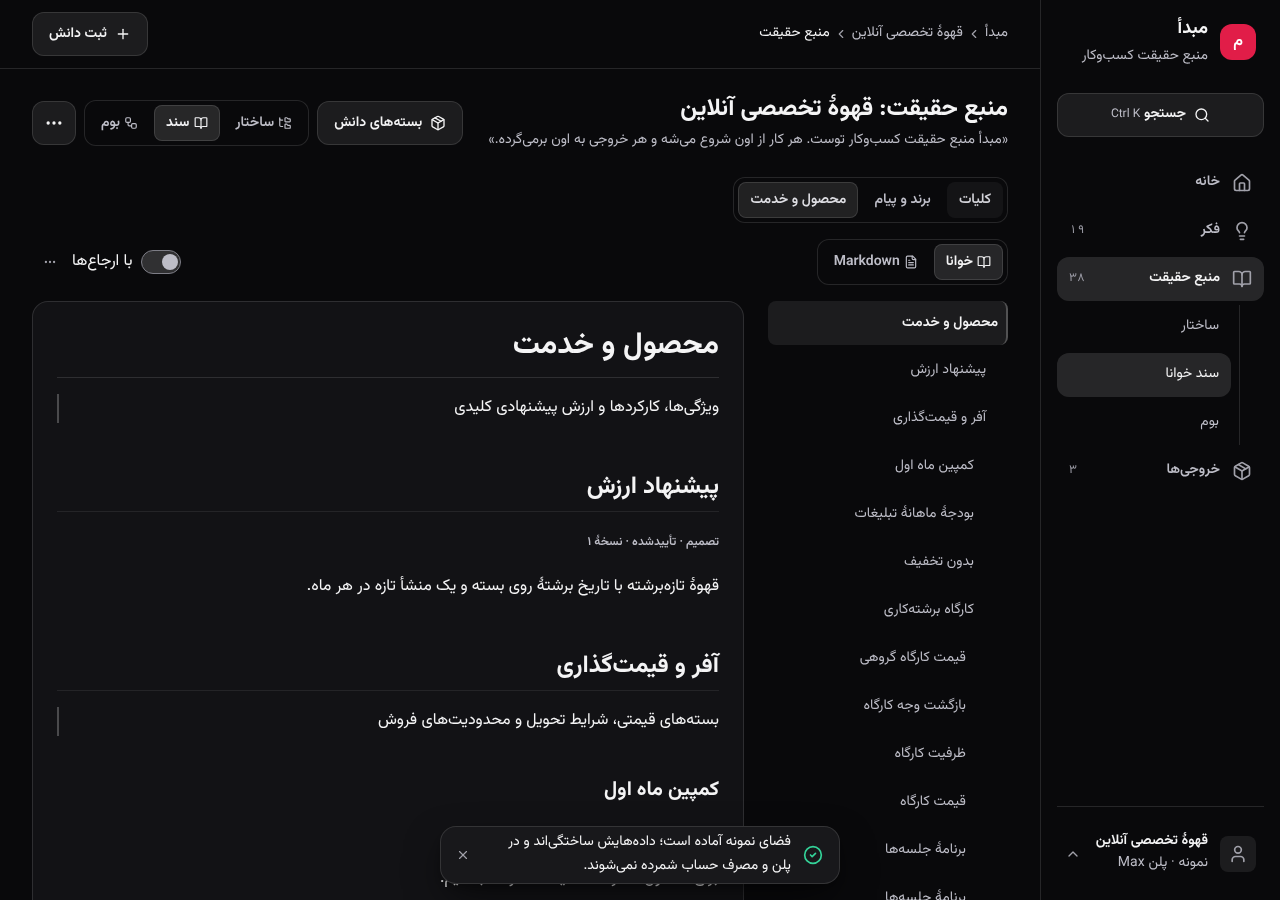 مبدأ
منبع حقیقت کسب‌وکار
م
جستجو Ctrl K
خانه
فکر ۱۹
منبع حقیقت ۳۸
ساختار
سند خوانا
بوم
خروجی‌ها ۳
قهوهٔ تخصصی آنلاین
نمونه · پلن Max
مبدأ › قهوهٔ تخصصی آنلاین › منبع حقیقت
ثبت دانش
منبع حقیقت: قهوهٔ تخصصی آنلاین
«مبدأ منبع حقیقت کسب‌وکار توست. هر کار از اون شروع می‌شه و هر خروجی به اون برمی‌گرده.»
بسته‌های دانش
ساختار سند بوم
کلیات برند و پیام محصول و خدمت
خوانا Markdown
با ارجاع‌ها
محصول و خدمت
پیشنهاد ارزش
آفر و قیمت‌گذاری
کمپین ماه اول
بودجهٔ ماهانهٔ تبلیغات
بدون تخفیف
کارگاه برشته‌کاری
قیمت کارگاه گروهی
بازگشت وجه کارگاه
ظرفیت کارگاه
قیمت کارگاه
برنامهٔ جلسه‌ها
برنامهٔ جلسه‌ها
محصول و خدمت
ویژگی‌ها، کارکردها و ارزش پیشنهادی کلیدی
پیشنهاد ارزش
تصمیم · تأییدشده · نسخهٔ ۱
قهوهٔ تازه‌برشته با تاریخ برشتهٔ روی بسته و یک منشأ تازه در هر ماه.
آفر و قیمت‌گذاری
بسته‌های قیمتی، شرایط تحویل و محدودیت‌های فروش
کمپین ماه اول
فضای نمونه آماده است؛ داده‌هایش ساختگی‌اند و در
پلن و مصرف حساب شمرده نمی‌شوند.